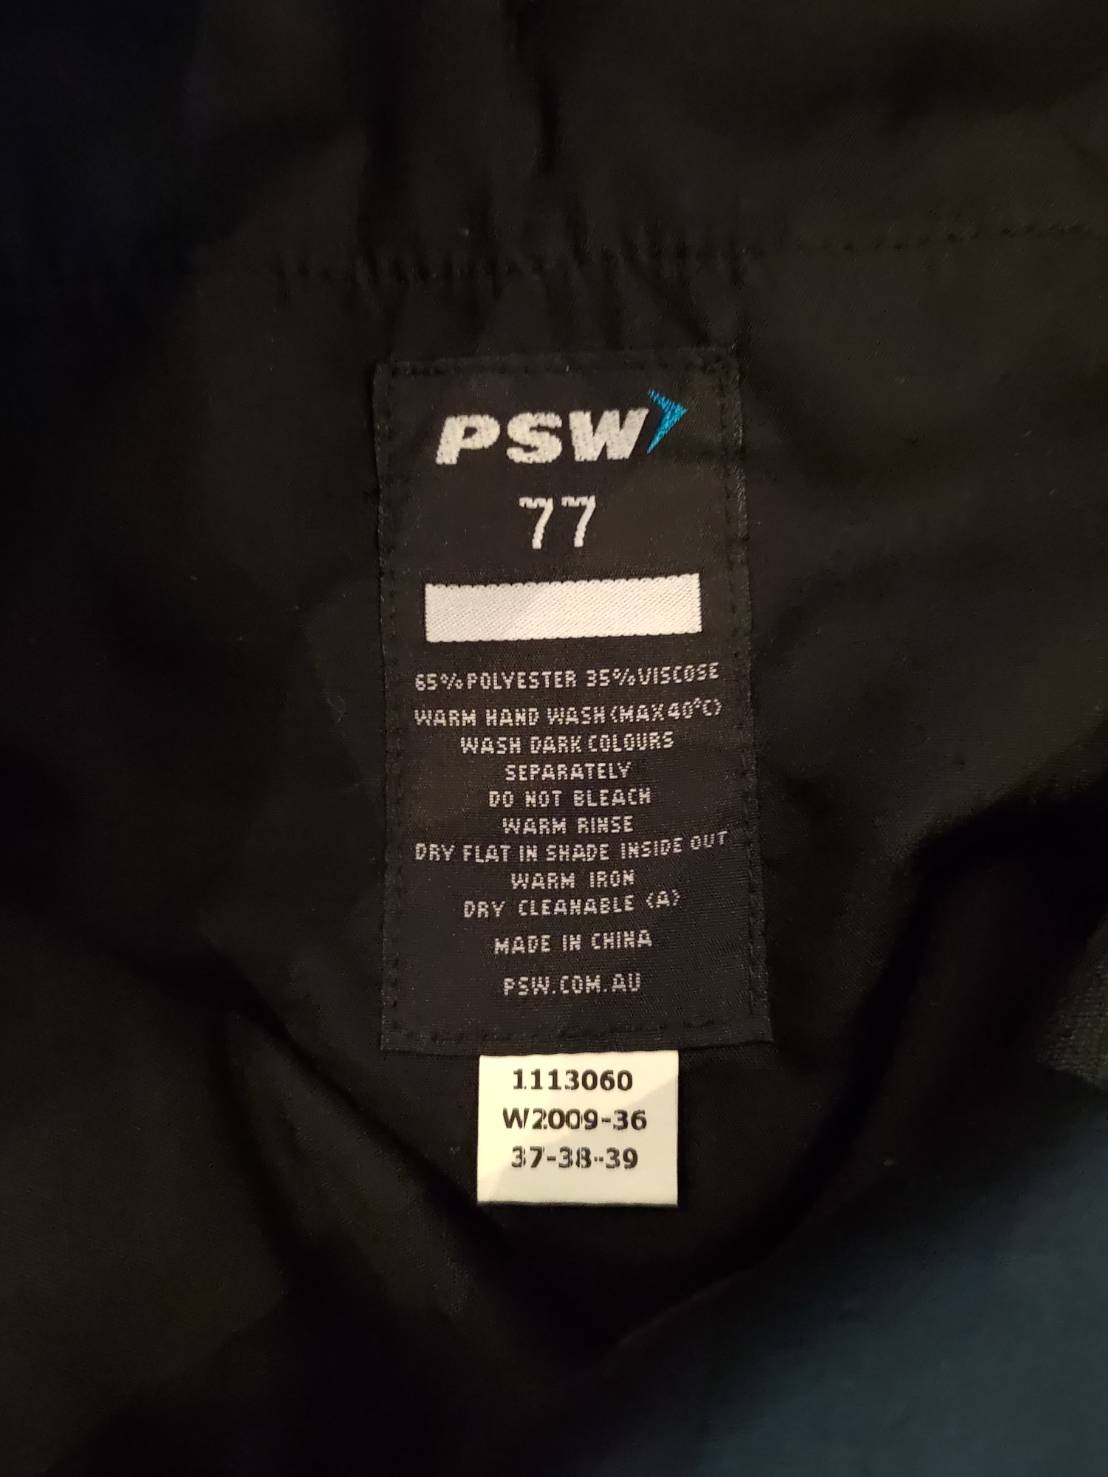 PSW
77
65% POLYESTER 35% VISCOSE
WARM HAND WASH (MAX 40°C)
WASH DARK COLOURS
SEPARATELY
DO NOT BLEACH
WARM RINSE
DRY FLAT IN SHADE INSIDE OUT
WARM IRON
DRY CLEANABLE (A)
MADE IN CHINA
PSW.COM.AU
1113060
W2009-36
37-38-39